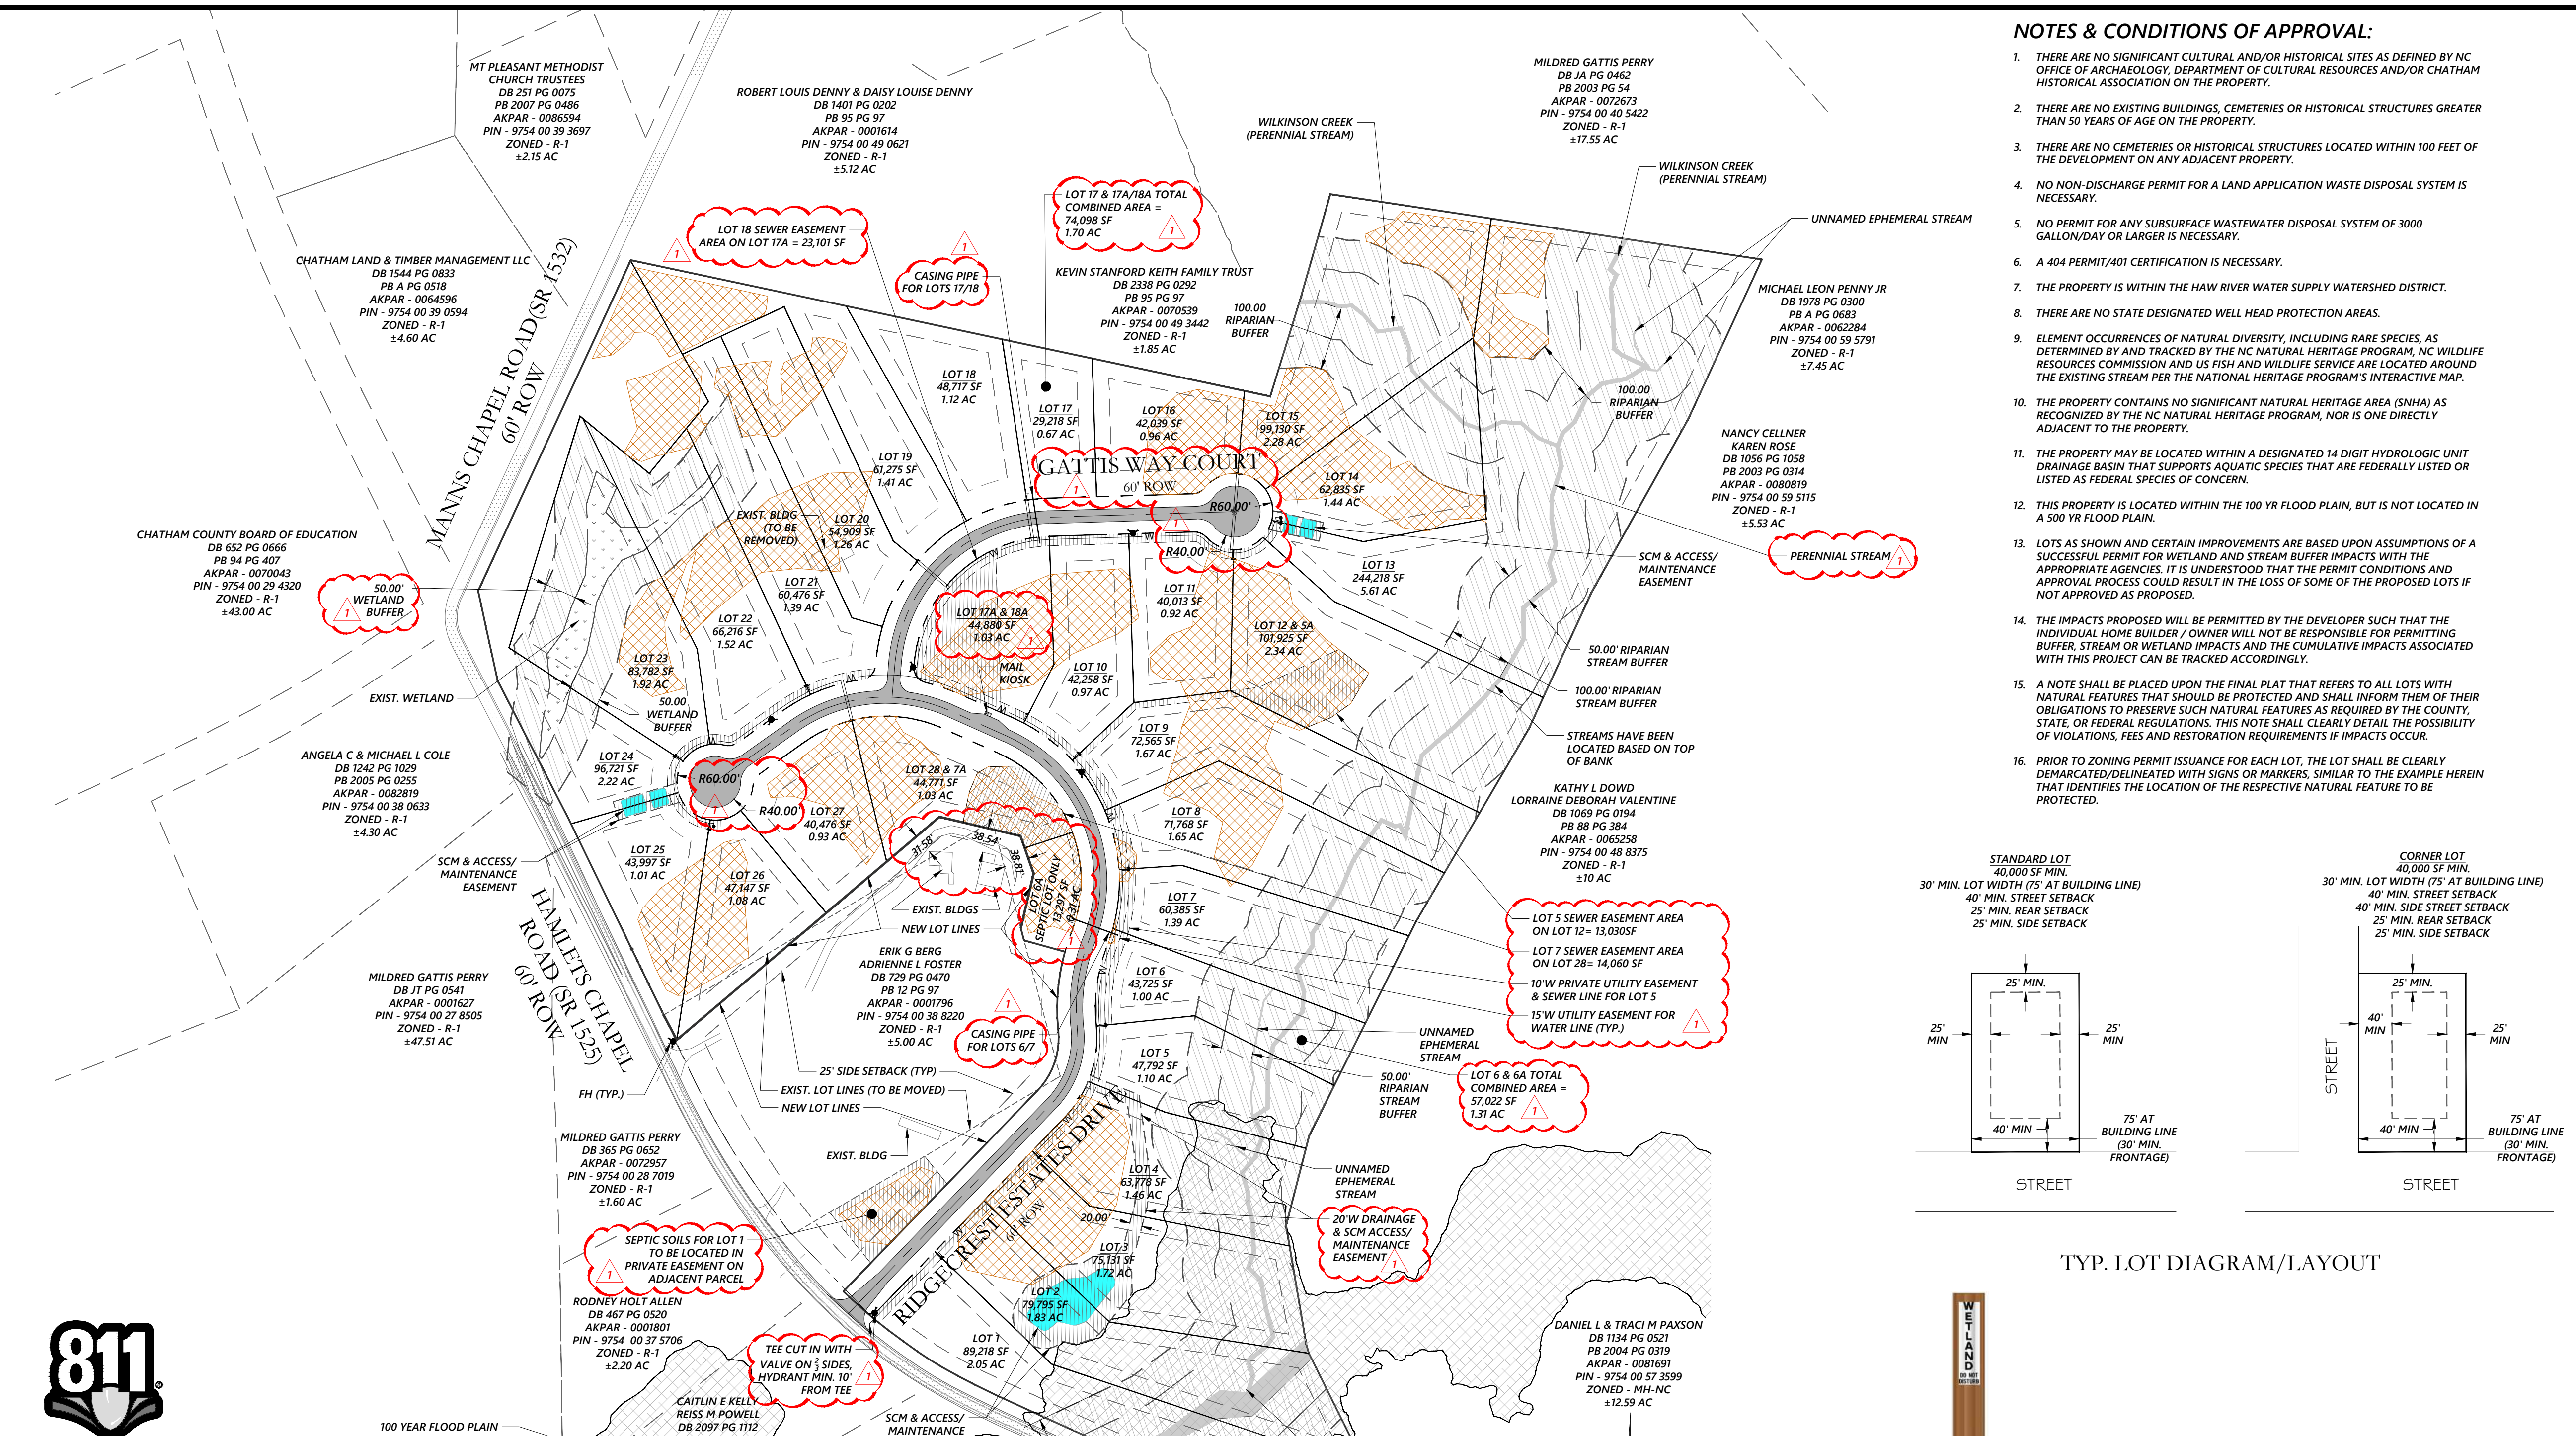 MT PLEASANT METHODIST
CHURCH TRUSTEES
DB 251 PG 0075
PB 2007 PG 0486
AKPAR - 0086594
PIN - 9754 00 39 3697
ZONED - R-1
±2.15 AC
ROBERT LOUIS DENNY & DAISY LOUISE DENNY
DB 1401 PG 0202
PB 95 PG 97
AKPAR - 0001614
PIN - 9754 00 49 0621
ZONED - R-1
±5.12 AC
MILDRED GATTIS PERRY
DB JA PG 0462
PB 2003 PG 54
AKPAR - 0072673
PIN - 9754 00 40 5422
ZONED - R-1
±17.55 AC
WILKINSON CREEK
(PERENNIAL STREAM)
WILKINSON CREEK
(PERENNIAL STREAM)
UNNAMED EPHEMERAL STREAM
LOT 17 & 17A/18A TOTAL
COMBINED AREA =
74,098 SF
1.70 AC
1
LOT 18 SEWER EASEMENT
AREA ON LOT 17A = 23,101 SF
1
1
CASING PIPE
FOR LOTS 17/18
CHATHAM LAND & TIMBER MANAGEMENT LLC
DB 1544 PG 0833
PB A PG 0518
AKPAR - 0064596
PIN - 9754 00 39 0594
ZONED - R-1
±4.60 AC
MANNS CHAPEL ROAD(SR 1532)
60' ROW
KEVIN STANFORD KEITH FAMILY TRUST
DB 2338 PG 0292
PB 95 PG 97
AKPAR - 0070539
PIN - 9754 00 49 3442
ZONED - R-1
±1.85 AC
100.00
RIPARIAN
BUFFER
MICHAEL LEON PENNY JR
DB 1978 PG 0300
PB A PG 0683
AKPAR - 0062284
PIN - 9754 00 59 5791
ZONED - R-1
±7.45 AC
100.00
RIPARIAN
BUFFER
NANCY CELLNER
KAREN ROSE
DB 1056 PG 1058
PB 2003 PG 0314
AKPAR - 0080819
PIN - 9754 00 59 5115
ZONED - R-1
±5.53 AC
LOT 18
48,717 SF
1.12 AC
LOT 17
29,218 SF
0.67 AC
LOT 16
42,039 SF
0.96 AC
LOT 15
99,130 SF
2.28 AC
LOT 19
61,275 SF
1.41 AC
GATTIS WAY COURT
60' ROW
1
LOT 14
62,835 SF
1.44 AC
R60.00'
1
R40.00'
EXIST. BLDG
(TO BE
REMOVED)
LOT 20
54,909 SF
1.26 AC
CHATHAM COUNTY BOARD OF EDUCATION
DB 652 PG 0666
PB 94 PG 407
AKPAR - 0070043
PIN - 9754 00 29 4320
ZONED - R-1
±43.00 AC
50.00'
WETLAND
BUFFER
1
LOT 21
60,476 SF
1.39 AC
LOT 22
66,216 SF
1.52 AC
LOT 23
83,782 SF
1.92 AC
LOT 17A & 18A
44,880 SF
1.03 AC
1
LOT 11
40,013 SF
0.92 AC
LOT 13
244,218 SF
5.61 AC
LOT 12 & 5A
101,925 SF
2.34 AC
SCM & ACCESS/
MAINTENANCE
EASEMENT
PERENNIAL STREAM
1
50.00' RIPARIAN
STREAM BUFFER
100.00' RIPARIAN
STREAM BUFFER
STREAMS HAVE BEEN
LOCATED BASED ON TOP
OF BANK
MAIL
KIOSK
LOT 10
42,258 SF
0.97 AC
EXIST. WETLAND
50.00
WETLAND
BUFFER
LOT 9
72,565 SF
1.67 AC
ANGELA C & MICHAEL L COLE
DB 1242 PG 1029
PB 2005 PG 0255
AKPAR - 0082819
PIN - 9754 00 38 0633
ZONED - R-1
±4.30 AC
LOT 24
96,721 SF
2.22 AC
R60.00'
1
R40.00'
LOT 28 & 7A
44,771 SF
1.03 AC
LOT 27
40,476 SF
0.93 AC
LOT 8
71,768 SF
1.65 AC
KATHY L DOWD
LORRAINE DEBORAH VALENTINE
DB 1069 PG 0194
PB 88 PG 384
AKPAR - 0065258
PIN - 9754 00 48 8375
ZONED - R-1
±10 AC
31.58'
38.54'
38.81'
LOT 6A
SEPTIC LOT ONLY
13,297 SF
0.31 AC
1
SCM & ACCESS/
MAINTENANCE
EASEMENT
LOT 25
43,997 SF
1.01 AC
LOT 26
47,147 SF
1.08 AC
EXIST. BLDGS
NEW LOT LINES
LOT 7
60,385 SF
1.39 AC
HAMLETS CHAPEL
ROAD (SR 1525)
60' ROW
ERIK G BERG
ADRIENNE L FOSTER
DB 729 PG 0470
PB 12 PG 97
AKPAR - 0001796
PIN - 9754 00 38 8220
ZONED - R-1
±5.00 AC
LOT 5 SEWER EASEMENT AREA
ON LOT 12= 13,030SF
LOT 7 SEWER EASEMENT AREA
ON LOT 28= 14,060 SF
10'W PRIVATE UTILITY EASEMENT
& SEWER LINE FOR LOT 5
15'W UTILITY EASEMENT FOR
WATER LINE (TYP.)
1
LOT 6
43,725 SF
1.00 AC
MILDRED GATTIS PERRY
DB JT PG 0541
AKPAR - 0001627
PIN - 9754 00 27 8505
ZONED - R-1
±47.51 AC
1
CASING PIPE
FOR LOTS 6/7
UNNAMED
EPHEMERAL
STREAM
LOT 5
47,792 SF
1.10 AC
25' SIDE SETBACK (TYP)
EXIST. LOT LINES (TO BE MOVED)
NEW LOT LINES
FH (TYP.)
50.00'
RIPARIAN
STREAM
BUFFER
LOT 6 & 6A TOTAL
COMBINED AREA =
57,022 SF
1.31 AC
1
MILDRED GATTIS PERRY
DB 365 PG 0652
AKPAR - 0072957
PIN - 9754 00 28 7019
ZONED - R-1
±1.60 AC
EXIST. BLDG
RIDGECREST ESTATES DRIVE
60' ROW
LOT 4
63,778 SF
1.46 AC
UNNAMED
EPHEMERAL
STREAM
20.00'
20'W DRAINAGE
& SCM ACCESS/
MAINTENANCE
EASEMENT
1
SEPTIC SOILS FOR LOT 1
TO BE LOCATED IN
PRIVATE EASEMENT ON
ADJACENT PARCEL
1
LOT 3
75,131 SF
1.72 AC
LOT 2
79,795 SF
1.83 AC
RODNEY HOLT ALLEN
DB 467 PG 0520
AKPAR - 0001801
PIN - 9754 00 37 5706
ZONED - R-1
±2.20 AC
LOT 1
89,218 SF
2.05 AC
TEE CUT IN WITH
VALVE ON ⅔ SIDES,
HYDRANT MIN. 10'
FROM TEE
1
DANIEL L & TRACI M PAXSON
DB 1134 PG 0521
PB 2004 PG 0319
AKPAR - 0081691
PIN - 9754 00 57 3599
ZONED - MH-NC
±12.59 AC
CAITLIN E KELLY
REISS M POWELL
DB 2097 PG 1112
SCM & ACCESS/
MAINTENANCE
100 YEAR FLOOD PLAIN
811
NOTES & CONDITIONS OF APPROVAL:
1. THERE ARE NO SIGNIFICANT CULTURAL AND/OR HISTORICAL SITES AS DEFINED BY NC
OFFICE OF ARCHAEOLOGY, DEPARTMENT OF CULTURAL RESOURCES AND/OR CHATHAM
HISTORICAL ASSOCIATION ON THE PROPERTY.
2. THERE ARE NO EXISTING BUILDINGS, CEMETERIES OR HISTORICAL STRUCTURES GREATER
THAN 50 YEARS OF AGE ON THE PROPERTY.
3. THERE ARE NO CEMETERIES OR HISTORICAL STRUCTURES LOCATED WITHIN 100 FEET OF
THE DEVELOPMENT ON ANY ADJACENT PROPERTY.
4. NO NON-DISCHARGE PERMIT FOR A LAND APPLICATION WASTE DISPOSAL SYSTEM IS
NECESSARY.
5. NO PERMIT FOR ANY SUBSURFACE WASTEWATER DISPOSAL SYSTEM OF 3000
GALLON/DAY OR LARGER IS NECESSARY.
6. A 404 PERMIT/401 CERTIFICATION IS NECESSARY.
7. THE PROPERTY IS WITHIN THE HAW RIVER WATER SUPPLY WATERSHED DISTRICT.
8. THERE ARE NO STATE DESIGNATED WELL HEAD PROTECTION AREAS.
9. ELEMENT OCCURRENCES OF NATURAL DIVERSITY, INCLUDING RARE SPECIES, AS
DETERMINED BY AND TRACKED BY THE NC NATURAL HERITAGE PROGRAM, NC WILDLIFE
RESOURCES COMMISSION AND US FISH AND WILDLIFE SERVICE ARE LOCATED AROUND
THE EXISTING STREAM PER THE NATIONAL HERITAGE PROGRAM'S INTERACTIVE MAP.
10. THE PROPERTY CONTAINS NO SIGNIFICANT NATURAL HERITAGE AREA (SNHA) AS
RECOGNIZED BY THE NC NATURAL HERITAGE PROGRAM, NOR IS ONE DIRECTLY
ADJACENT TO THE PROPERTY.
11. THE PROPERTY MAY BE LOCATED WITHIN A DESIGNATED 14 DIGIT HYDROLOGIC UNIT
DRAINAGE BASIN THAT SUPPORTS AQUATIC SPECIES THAT ARE FEDERALLY LISTED OR
LISTED AS FEDERAL SPECIES OF CONCERN.
12. THIS PROPERTY IS LOCATED WITHIN THE 100 YR FLOOD PLAIN, BUT IS NOT LOCATED IN
A 500 YR FLOOD PLAIN.
13. LOTS AS SHOWN AND CERTAIN IMPROVEMENTS ARE BASED UPON ASSUMPTIONS OF A
SUCCESSFUL PERMIT FOR WETLAND AND STREAM BUFFER IMPACTS WITH THE
APPROPRIATE AGENCIES. IT IS UNDERSTOOD THAT THE PERMIT CONDITIONS AND
APPROVAL PROCESS COULD RESULT IN THE LOSS OF SOME OF THE PROPOSED LOTS IF
NOT APPROVED AS PROPOSED.
14. THE IMPACTS PROPOSED WILL BE PERMITTED BY THE DEVELOPER SUCH THAT THE
INDIVIDUAL HOME BUILDER / OWNER WILL NOT BE RESPONSIBLE FOR PERMITTING
BUFFER, STREAM OR WETLAND IMPACTS AND THE CUMULATIVE IMPACTS ASSOCIATED
WITH THIS PROJECT CAN BE TRACKED ACCORDINGLY.
15. A NOTE SHALL BE PLACED UPON THE FINAL PLAT THAT REFERS TO ALL LOTS WITH
NATURAL FEATURES THAT SHOULD BE PROTECTED AND SHALL INFORM THEM OF THEIR
OBLIGATIONS TO PRESERVE SUCH NATURAL FEATURES AS REQUIRED BY THE COUNTY,
STATE, OR FEDERAL REGULATIONS. THIS NOTE SHALL CLEARLY DETAIL THE POSSIBILITY
OF VIOLATIONS, FEES AND RESTORATION REQUIREMENTS IF IMPACTS OCCUR.
16. PRIOR TO ZONING PERMIT ISSUANCE FOR EACH LOT, THE LOT SHALL BE CLEARLY
DEMARCATED/DELINEATED WITH SIGNS OR MARKERS, SIMILAR TO THE EXAMPLE HEREIN
THAT IDENTIFIES THE LOCATION OF THE RESPECTIVE NATURAL FEATURE TO BE
PROTECTED.
STANDARD LOT
40,000 SF MIN.
30' MIN. LOT WIDTH (75' AT BUILDING LINE)
40' MIN. STREET SETBACK
25' MIN. REAR SETBACK
25' MIN. SIDE SETBACK
25' MIN.
25'
MIN
25'
MIN
40' MIN
75' AT
BUILDING LINE
(30' MIN.
FRONTAGE)
STREET
CORNER LOT
40,000 SF MIN.
30' MIN. LOT WIDTH (75' AT BUILDING LINE)
40' MIN. STREET SETBACK
40' MIN. SIDE STREET SETBACK
25' MIN. REAR SETBACK
25' MIN. SIDE SETBACK
25' MIN.
40'
MIN
25'
MIN
STREET
40' MIN
75' AT
BUILDING LINE
(30' MIN.
FRONTAGE)
STREET
TYP. LOT DIAGRAM/LAYOUT
WETLAND
DO NOT
DISTURB